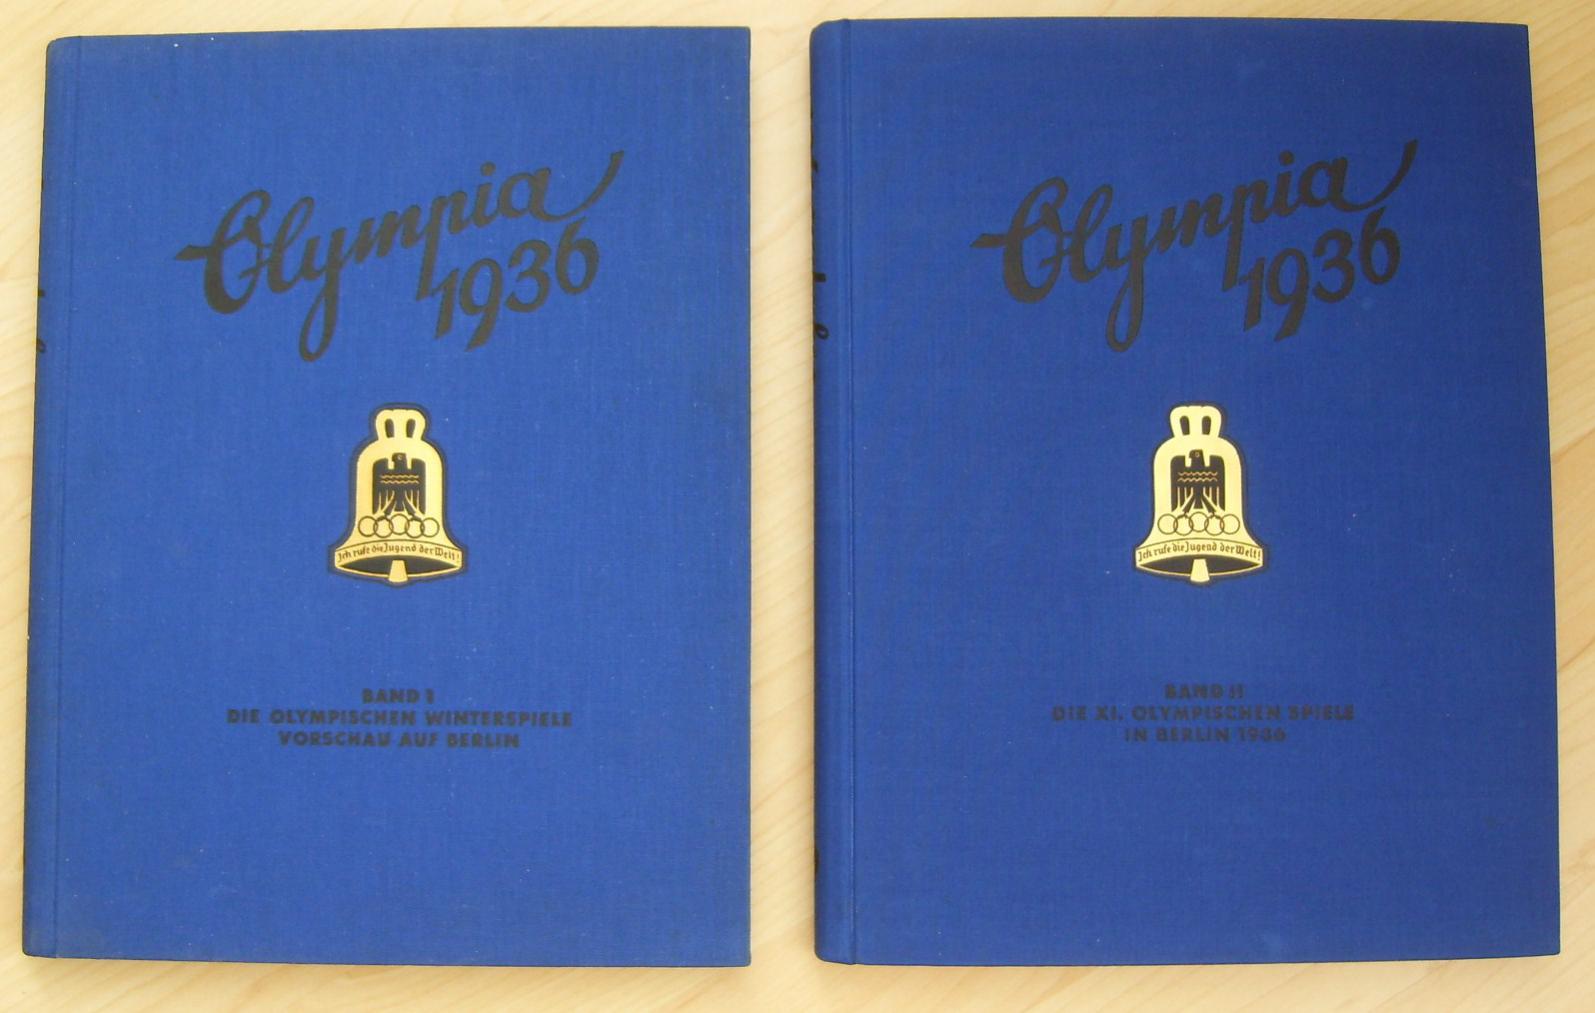 Olympia
1936
Ich rufe die Jugend der Welt!
BAND I
DIE OLYMPISCHEN WINTERSPIELE
VORSCHAU AUF BERLIN
Olympia
1936
Ich rufe die Jugend der Welt!
BAND II
DIE XI. OLYMPISCHEN SPIELE
IN BERLIN 1936